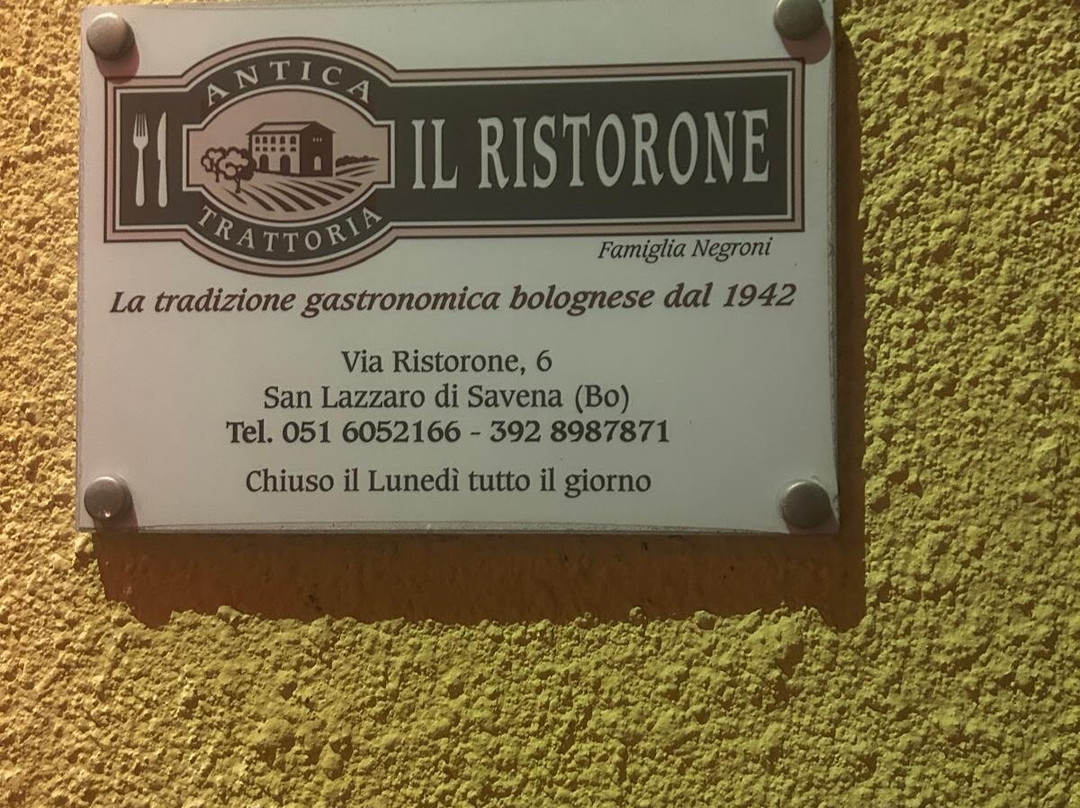 ANTICA
TRATTORIA
IL RISTORONE
Famiglia Negroni
La tradizione gastronomica bolognese dal 1942
Via Ristorone, 6
San Lazzaro di Savena (Bo)
Tel. 051 6052166 - 392 8987871
Chiuso il Lunedì tutto il giorno